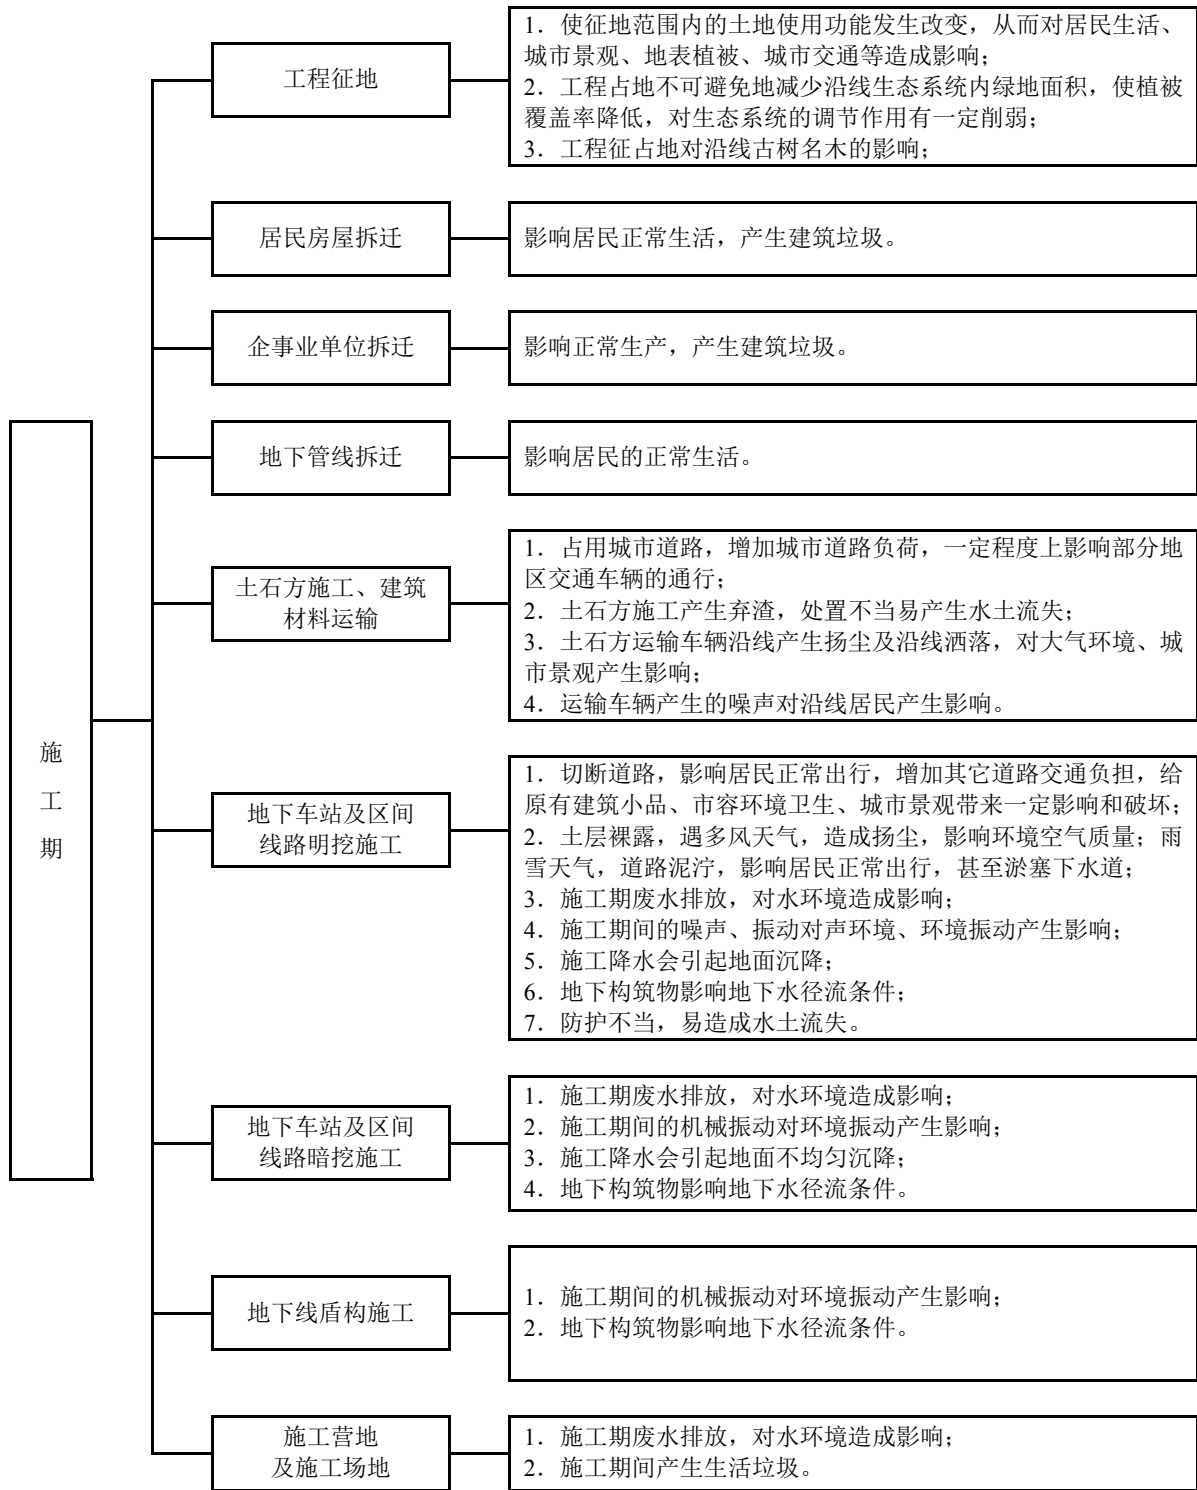 工程征地
1．使征地范围内的土地使用功能发生改变，从而对居民生活、
城市景观、地表植被、城市交通等造成影响；
2．工程占地不可避免地减少沿线生态系统内绿地面积，使植被
覆盖率降低，对生态系统的调节作用有一定削弱；
3．工程征占地对沿线古树名木的影响；
居民房屋拆迁
影响居民正常生活，产生建筑垃圾。
企事业单位拆迁
影响正常生产，产生建筑垃圾。
地下管线拆迁
影响居民的正常生活。
土石方施工、建筑
材料运输
1．占用城市道路，增加城市道路负荷，一定程度上影响部分地
区交通车辆的通行；
2．土石方施工产生弃渣，处置不当易产生水土流失；
3．土石方运输车辆沿线产生扬尘及沿线洒落，对大气环境、城
市景观产生影响；
4．运输车辆产生的噪声对沿线居民产生影响。
施
工
期
地下车站及区间
线路明挖施工
1．切断道路，影响居民正常出行，增加其它道路交通负担，给
原有建筑小品、市容环境卫生、城市景观带来一定影响和破坏；
2．土层裸露，遇多风天气，造成扬尘，影响环境空气质量；雨
雪天气，道路泥泞，影响居民正常出行，甚至淤塞下水道；
3．施工期废水排放，对水环境造成影响；
4．施工期间的噪声、振动对声环境、环境振动产生影响；
5．施工降水会引起地面沉降；
6．地下构筑物影响地下水径流条件；
7．防护不当，易造成水土流失。
地下车站及区间
线路暗挖施工
1．施工期废水排放，对水环境造成影响；
2．施工期间的机械振动对环境振动产生影响；
3．施工降水会引起地面不均匀沉降；
4．地下构筑物影响地下水径流条件。
地下线盾构施工
1．施工期间的机械振动对环境振动产生影响；
2．地下构筑物影响地下水径流条件。
施工营地
及施工场地
1．施工期废水排放，对水环境造成影响；
2．施工期间产生生活垃圾。